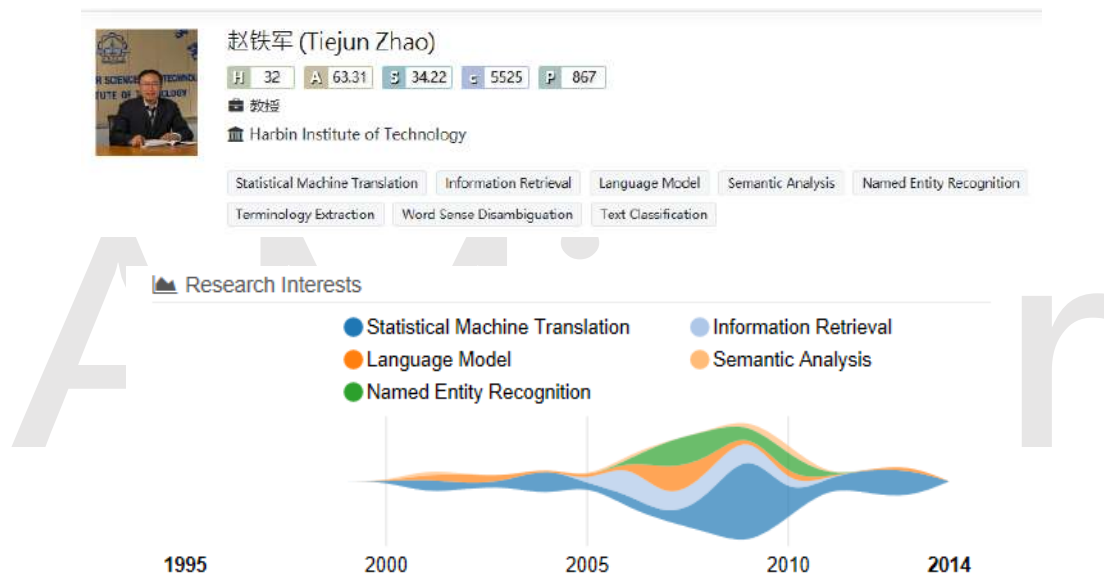 赵铁军 (Tiejun Zhao)
H 32 A 63.31 S 34.22 c 5525 P 867
教授
Harbin Institute of Technology
Statistical Machine Translation Information Retrieval Language Model Semantic Analysis Named Entity Recognition
Terminology Extraction Word Sense Disambiguation Text Classification
Research Interests
Statistical Machine Translation Information Retrieval
Language Model Semantic Analysis
Named Entity Recognition
1995 2000 2005 2010 2014